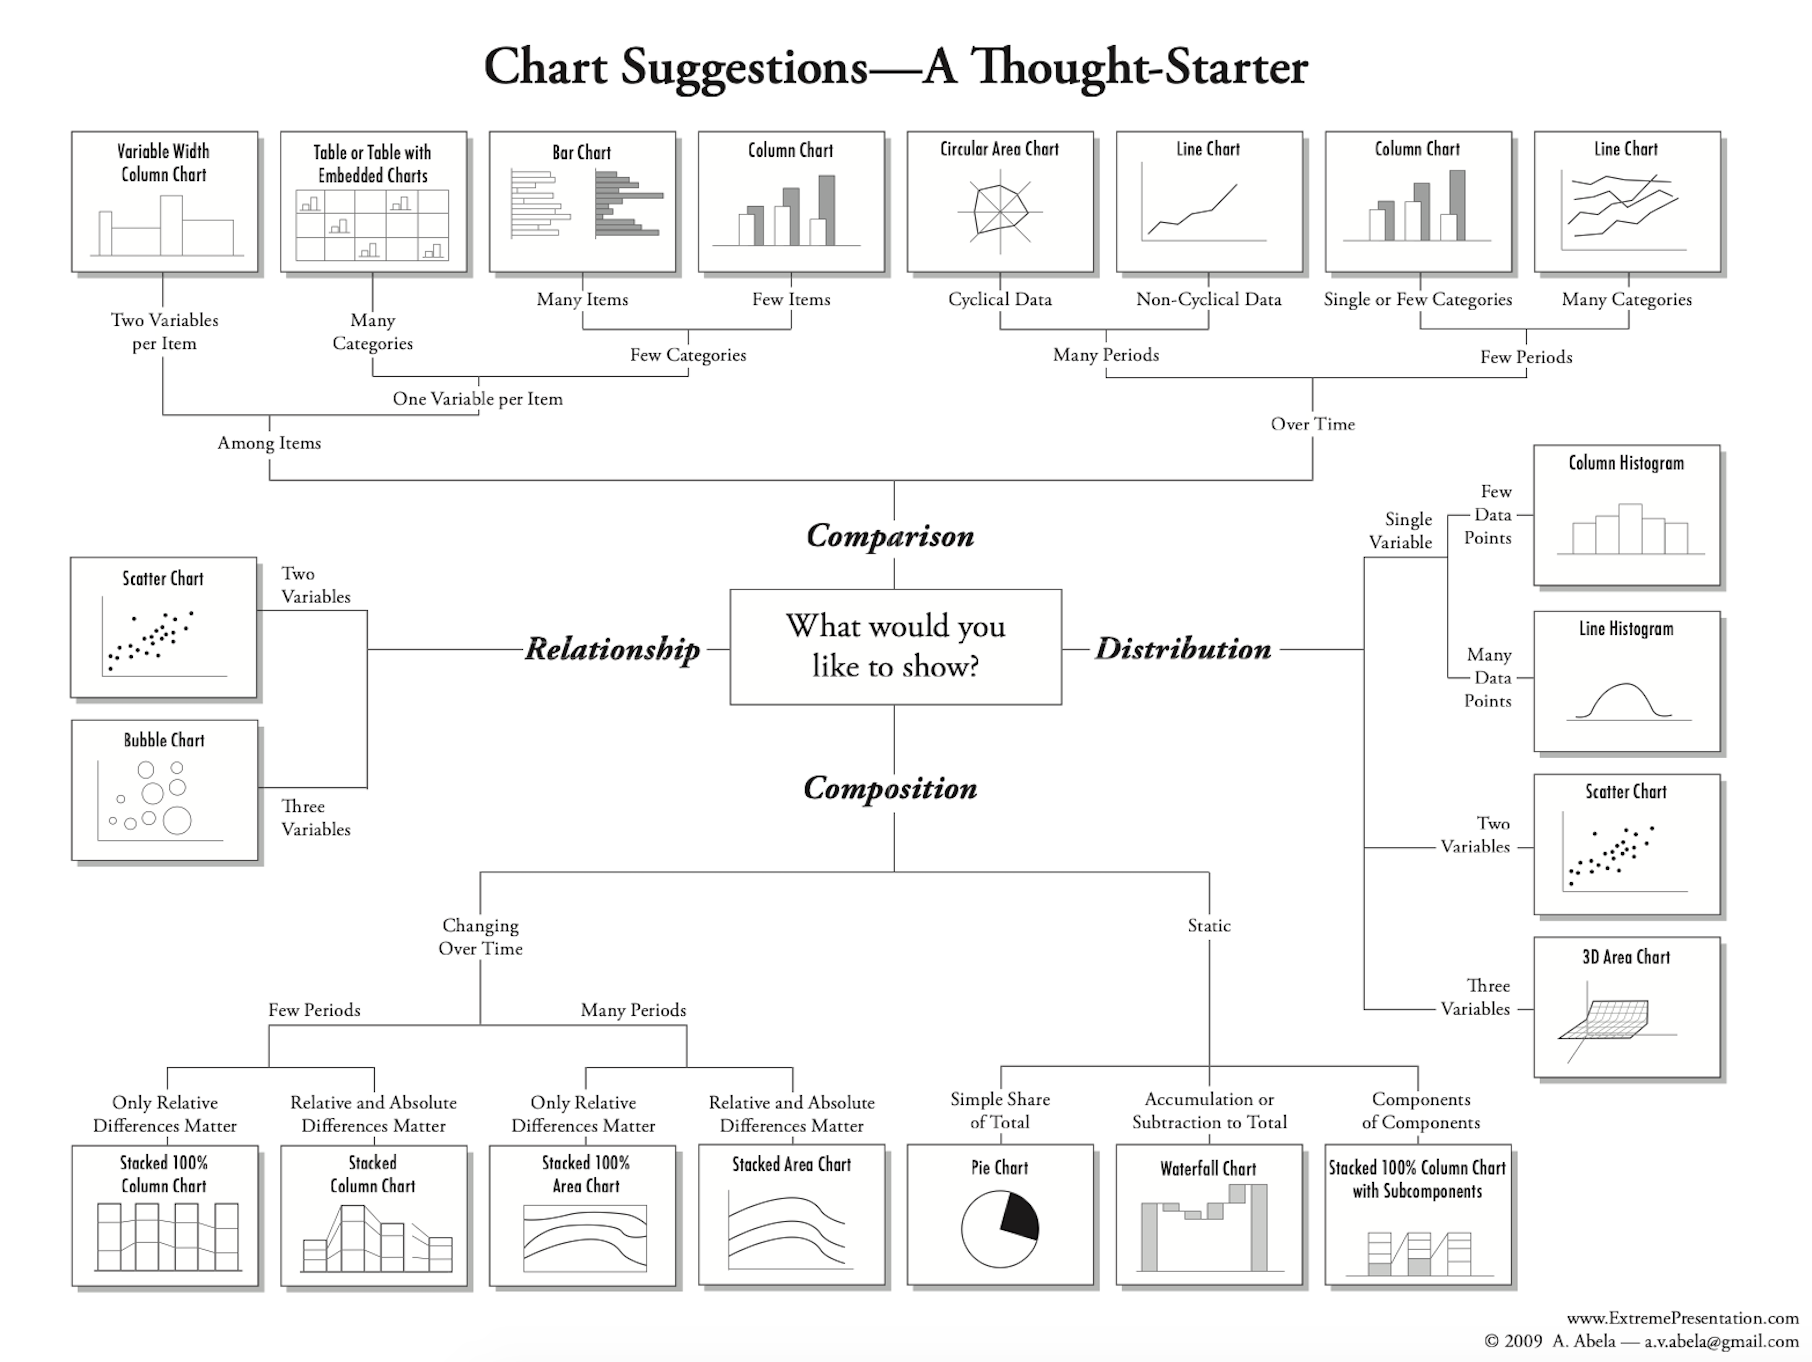 Chart Suggestions—A Thought-Starter
Variable Width
Column Chart
Table or Table with
Embedded Charts
Bar Chart
Column Chart
Circular Area Chart
Line Chart
Column Chart
Line Chart
Two Variables
per Item
Many
Categories
Many Items
Few Items
Cyclical Data
Non-Cyclical Data
Single or Few Categories
Many Categories
Few Categories
Many Periods
Few Periods
One Variable per Item
Among Items
Over Time
Comparison
What would you
like to show?
Relationship
Two
Variables
Scatter Chart
Three
Variables
Bubble Chart
Distribution
Single
Variable
Few
Data
Points
Column Histogram
Many
Data
Points
Line Histogram
Two
Variables
Scatter Chart
Three
Variables
3D Area Chart
Composition
Changing
Over Time
Static
Few Periods
Many Periods
Only Relative
Differences Matter
Relative and Absolute
Differences Matter
Only Relative
Differences Matter
Relative and Absolute
Differences Matter
Simple Share
of Total
Accumulation or
Subtraction to Total
Components
of Components
Stacked 100%
Column Chart
Stacked
Column Chart
Stacked 100%
Area Chart
Stacked Area Chart
Pie Chart
Waterfall Chart
Stacked 100% Column Chart
with Subcomponents
www.ExtremePresentation.com
© 2009 A. Abela — a.v.abela@gmail.com